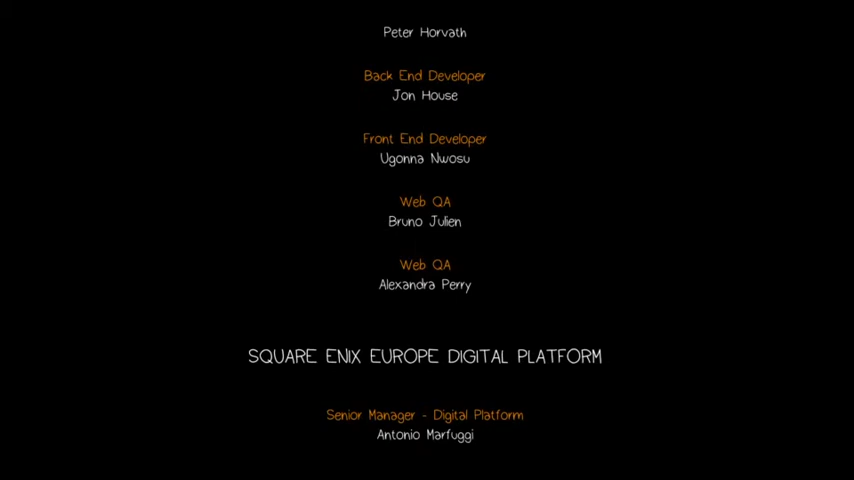 Peter Horvath
Back End Developer
Jon House
Front End Developer
Ugonna Nwosu
Web QA
Bruno Julien
Web QA
Alexandra Perry
SQUARE ENIX EUROPE DIGITAL PLATFORM
Senior Manager - Digital Platform
Antonio Marfuggi